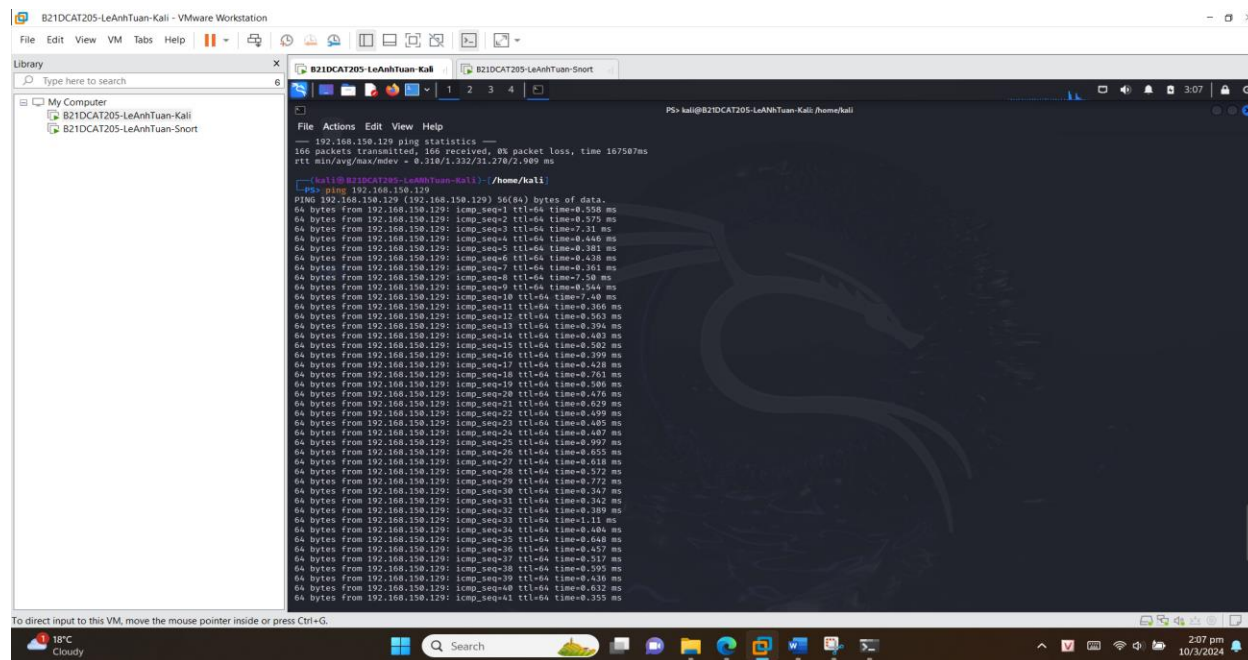 B21DCAT205-LeAnhTuan-Kali - VMware Workstation
File Edit View VM Tabs Help
Library
Type here to search
My Computer
B21DCAT205-LeAnhTuan-Kali
B21DCAT205-LeAnhTuan-Snort
B21DCAT205-LeAnhTuan-Kali
B21DCAT205-LeAnhTuan-Snort
1 2 3 4
3:07
PS> kali@B21DCAT205-LeANhTuan-Kali: /home/kali
File Actions Edit View Help
— 192.168.150.129 ping statistics —
166 packets transmitted, 166 received, 0% packet loss, time 167507ms
rtt min/avg/max/mdev = 0.310/1.332/31.270/2.909 ms
(kali㉿B21DCAT205-LeANhTuan-Kali)-[/home/kali]
PS> ping 192.168.150.129
PING 192.168.150.129 (192.168.150.129) 56(84) bytes of data.
64 bytes from 192.168.150.129: icmp_seq=1 ttl=64 time=0.558 ms
64 bytes from 192.168.150.129: icmp_seq=2 ttl=64 time=0.575 ms
64 bytes from 192.168.150.129: icmp_seq=3 ttl=64 time=7.31 ms
64 bytes from 192.168.150.129: icmp_seq=4 ttl=64 time=0.446 ms
64 bytes from 192.168.150.129: icmp_seq=5 ttl=64 time=0.381 ms
64 bytes from 192.168.150.129: icmp_seq=6 ttl=64 time=0.438 ms
64 bytes from 192.168.150.129: icmp_seq=7 ttl=64 time=0.361 ms
64 bytes from 192.168.150.129: icmp_seq=8 ttl=64 time=7.50 ms
64 bytes from 192.168.150.129: icmp_seq=9 ttl=64 time=0.544 ms
64 bytes from 192.168.150.129: icmp_seq=10 ttl=64 time=7.40 ms
64 bytes from 192.168.150.129: icmp_seq=11 ttl=64 time=0.366 ms
64 bytes from 192.168.150.129: icmp_seq=12 ttl=64 time=0.563 ms
64 bytes from 192.168.150.129: icmp_seq=13 ttl=64 time=0.394 ms
64 bytes from 192.168.150.129: icmp_seq=14 ttl=64 time=0.403 ms
64 bytes from 192.168.150.129: icmp_seq=15 ttl=64 time=0.502 ms
64 bytes from 192.168.150.129: icmp_seq=16 ttl=64 time=0.399 ms
64 bytes from 192.168.150.129: icmp_seq=17 ttl=64 time=0.428 ms
64 bytes from 192.168.150.129: icmp_seq=18 ttl=64 time=0.761 ms
64 bytes from 192.168.150.129: icmp_seq=19 ttl=64 time=0.506 ms
64 bytes from 192.168.150.129: icmp_seq=20 ttl=64 time=0.476 ms
64 bytes from 192.168.150.129: icmp_seq=21 ttl=64 time=0.629 ms
64 bytes from 192.168.150.129: icmp_seq=22 ttl=64 time=0.499 ms
64 bytes from 192.168.150.129: icmp_seq=23 ttl=64 time=0.405 ms
64 bytes from 192.168.150.129: icmp_seq=24 ttl=64 time=0.407 ms
64 bytes from 192.168.150.129: icmp_seq=25 ttl=64 time=0.997 ms
64 bytes from 192.168.150.129: icmp_seq=26 ttl=64 time=0.655 ms
64 bytes from 192.168.150.129: icmp_seq=27 ttl=64 time=0.618 ms
64 bytes from 192.168.150.129: icmp_seq=28 ttl=64 time=0.572 ms
64 bytes from 192.168.150.129: icmp_seq=29 ttl=64 time=0.772 ms
64 bytes from 192.168.150.129: icmp_seq=30 ttl=64 time=0.347 ms
64 bytes from 192.168.150.129: icmp_seq=31 ttl=64 time=0.342 ms
64 bytes from 192.168.150.129: icmp_seq=32 ttl=64 time=0.389 ms
64 bytes from 192.168.150.129: icmp_seq=33 ttl=64 time=1.11 ms
64 bytes from 192.168.150.129: icmp_seq=34 ttl=64 time=0.404 ms
64 bytes from 192.168.150.129: icmp_seq=35 ttl=64 time=0.648 ms
64 bytes from 192.168.150.129: icmp_seq=36 ttl=64 time=0.457 ms
64 bytes from 192.168.150.129: icmp_seq=37 ttl=64 time=0.517 ms
64 bytes from 192.168.150.129: icmp_seq=38 ttl=64 time=0.595 ms
64 bytes from 192.168.150.129: icmp_seq=39 ttl=64 time=0.436 ms
64 bytes from 192.168.150.129: icmp_seq=40 ttl=64 time=0.632 ms
64 bytes from 192.168.150.129: icmp_seq=41 ttl=64 time=0.355 ms
To direct input to this VM, move the mouse pointer inside or press Ctrl+G.
1
18°C
Cloudy
Search
2:07 pm
10/3/2024